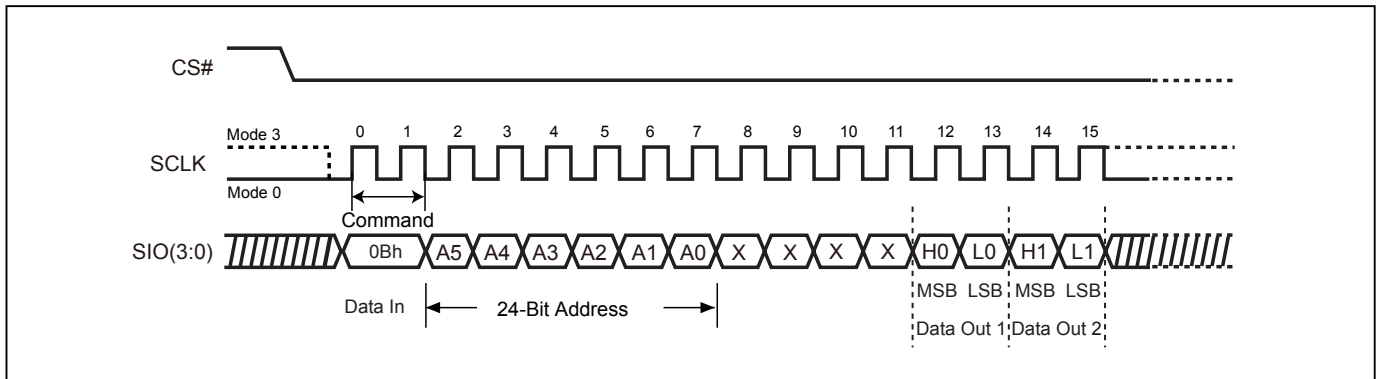 CS#
Mode 3
0 1 2 3 4 5 6 7 8 9 10 11 12 13 14 15
SCLK
Mode 0
Command
SIO(3:0)
0Bh A5 A4 A3 A2 A1 A0 X X X X H0 L0 H1 L1
MSB LSB MSB LSB
Data In 24-Bit Address
Data Out 1 Data Out 2